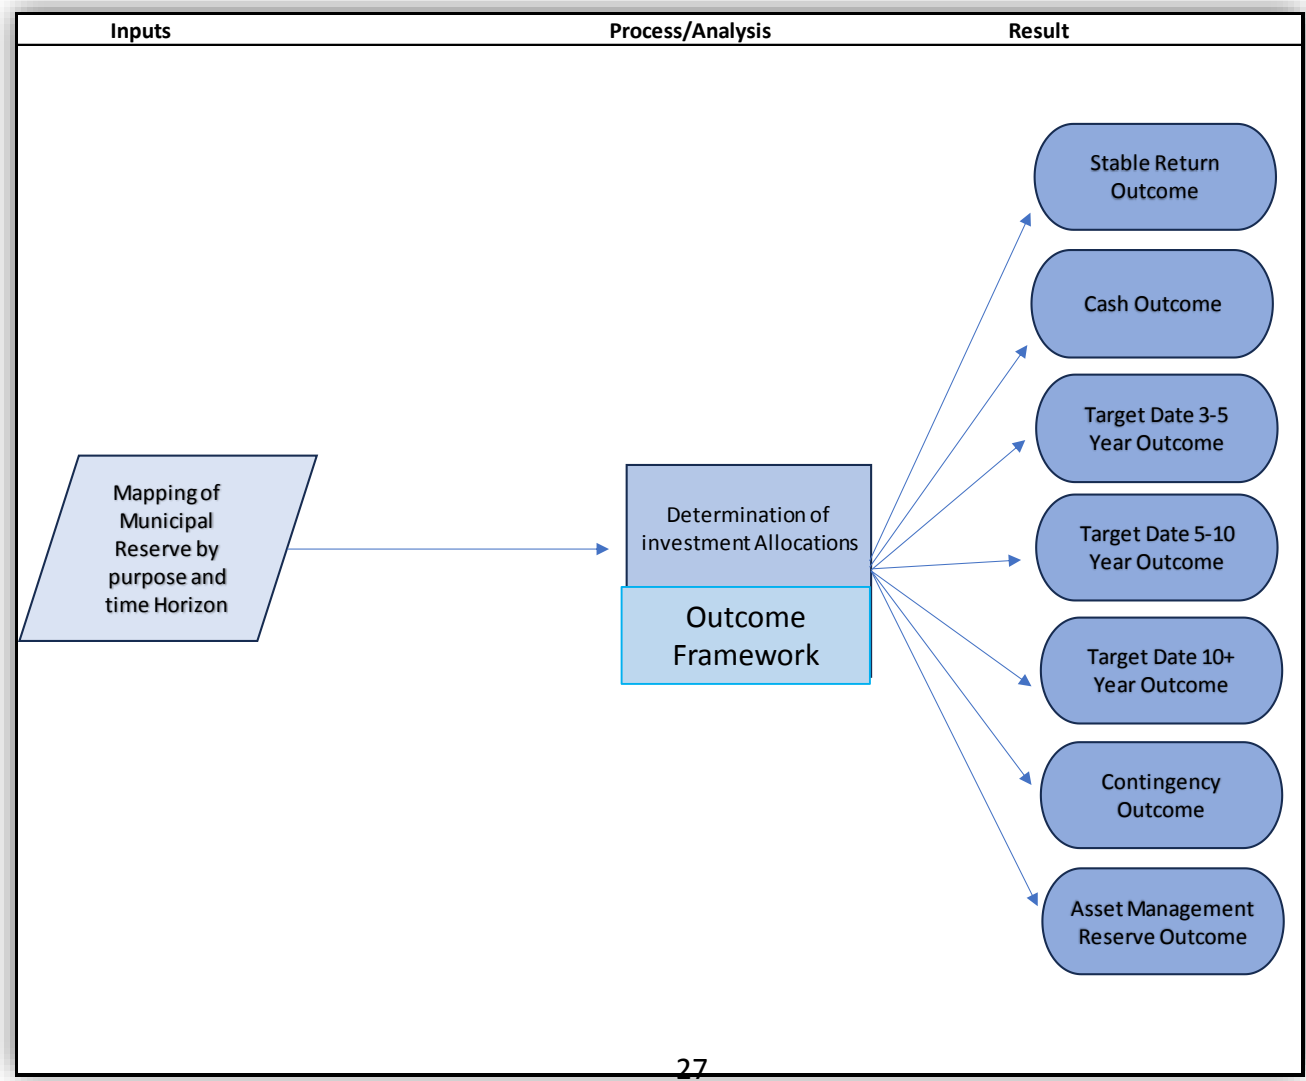 Inputs
Process/Analysis
Result
Mapping of
Municipal
Reserve by
purpose and
time Horizon
Determination of
investment Allocations
Outcome
Framework
Stable Return
Outcome
Cash Outcome
Target Date 3-5
Year Outcome
Target Date 5-10
Year Outcome
Target Date 10+
Year Outcome
Contingency
Outcome
Asset Management
Reserve Outcome
27